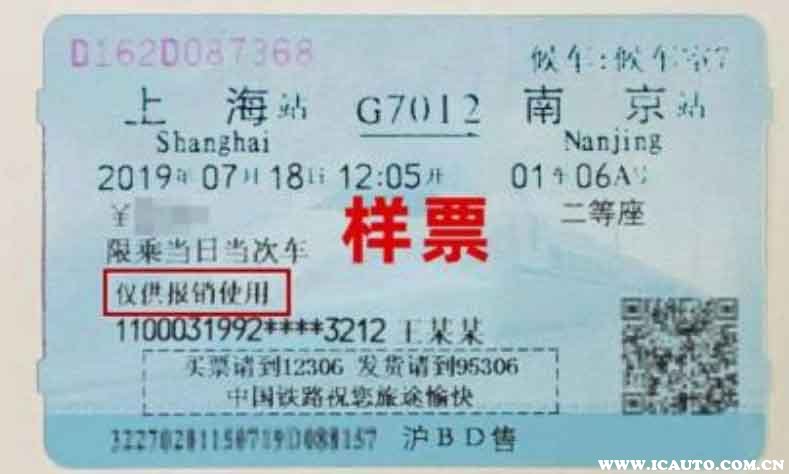 D162D087368 候车:候车室7
上 海站 G7012 南 京站
Shanghai Nanjing
2019年07月18日12:05开 01车06A号
¥ 二等座
样票
限乘当日当次车
仅供报销使用
1100031992****3212 王某某
买票请到12306 发货请到95306
中国铁路祝您旅途愉快
32270281150719D088157 沪BD售
WWW.ICAUTO.COM.CN